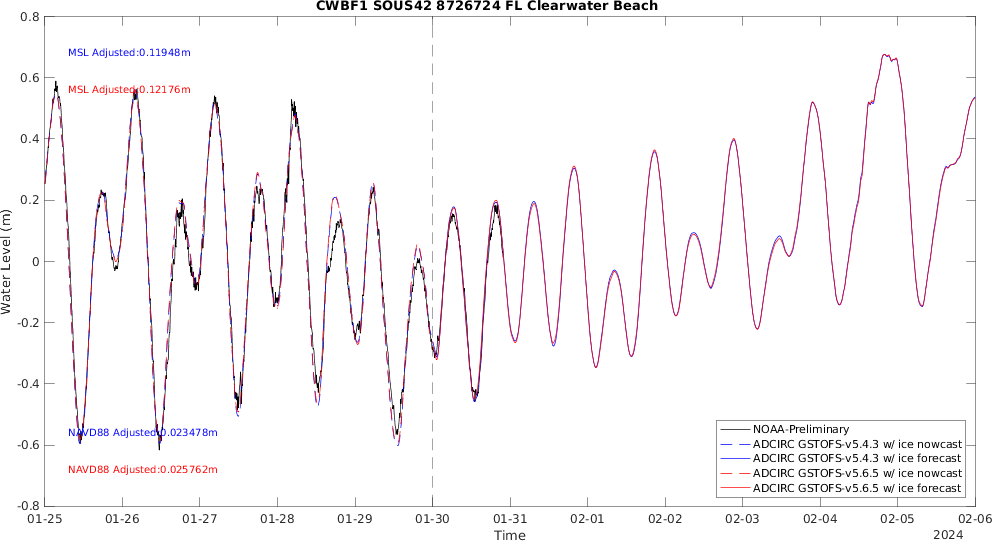 CWBF1 SOUS42 8726724 FL Clearwater Beach
0.8
0.6
0.4
0.2
0
-0.2
-0.4
-0.6
-0.8
Water Level (m)
MSL Adjusted:0.11948m
MSL Adjusted:0.12176m
NAVD88 Adjusted:0.023478m
NAVD88 Adjusted:0.025762m
NOAA-Preliminary
ADCIRC GSTOFS-v5.4.3 w/ ice nowcast
ADCIRC GSTOFS-v5.4.3 w/ ice forecast
ADCIRC GSTOFS-v5.6.5 w/ ice nowcast
ADCIRC GSTOFS-v5.6.5 w/ ice forecast
01-25 01-26 01-27 01-28 01-29 01-30 01-31 02-01 02-02 02-03 02-04 02-05 02-06
Time
2024